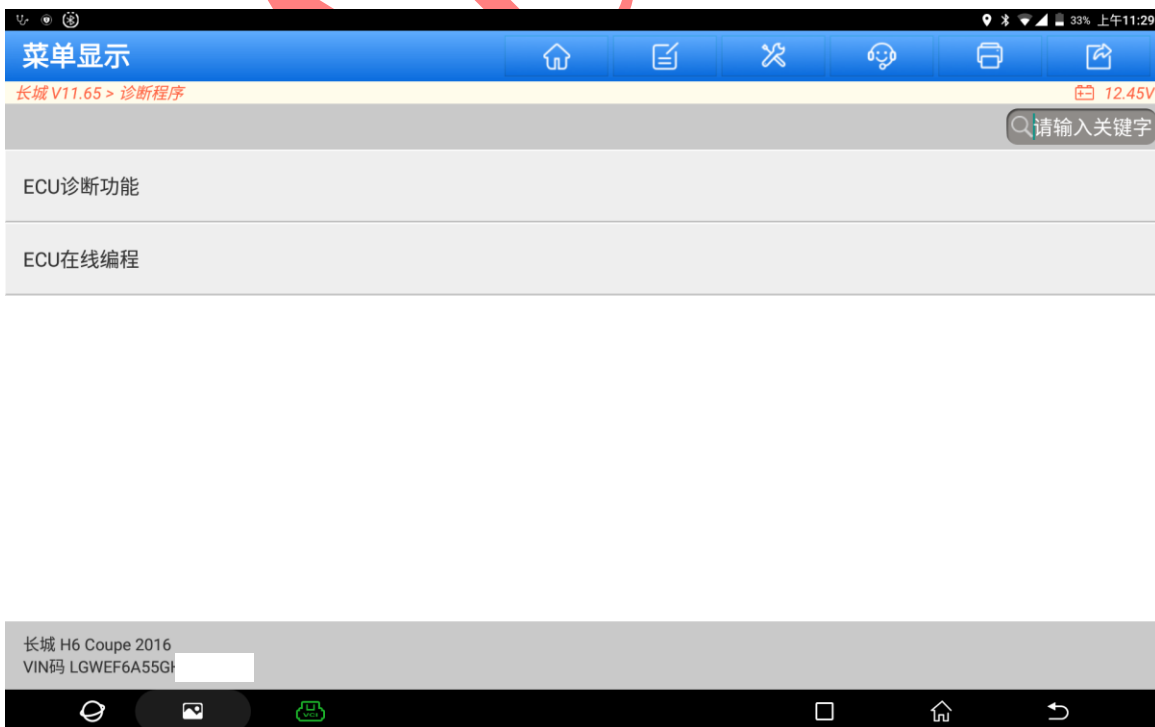 33% 上午11:29
菜单显示
长城 V11.65 > 诊断程序
12.45V
请输入关键字
ECU诊断功能
ECU在线编程
长城 H6 Coupe 2016
VIN码 LGWEF6A55GH
VCI